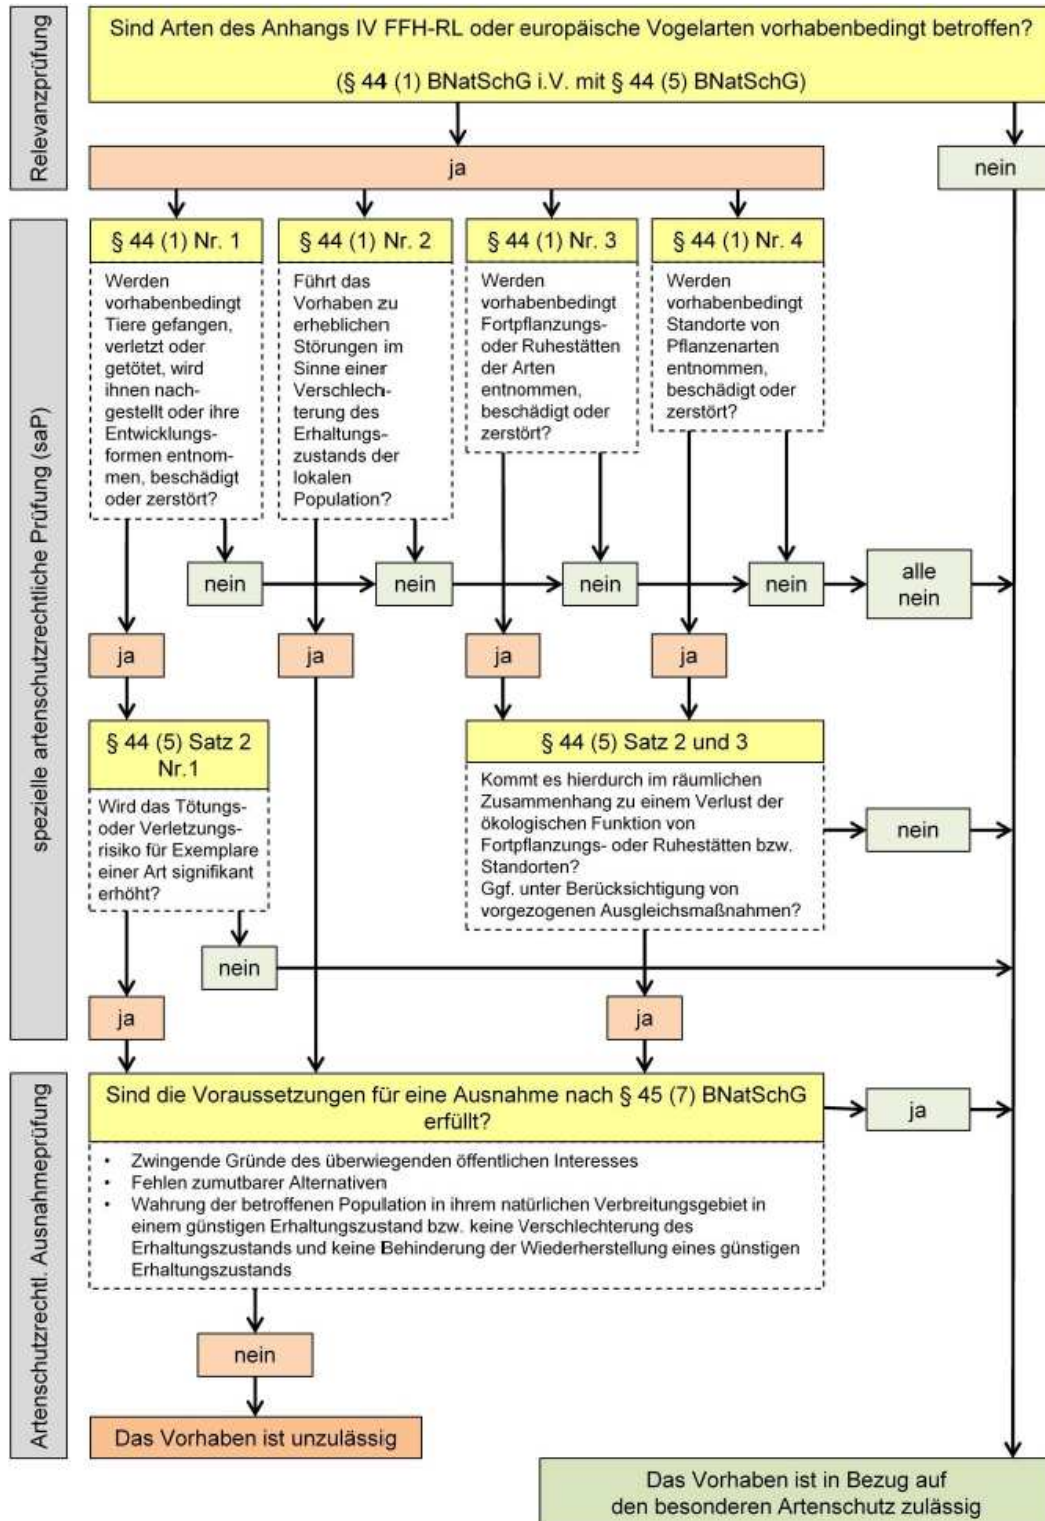 Relevanzprüfung
Sind Arten des Anhangs IV FFH-RL oder europäische Vogelarten vorhabenbedingt betroffen?
(§ 44 (1) BNatSchG i.V. mit § 44 (5) BNatSchG)
ja
nein
spezielle artenschutzrechtliche Prüfung (saP)
§ 44 (1) Nr. 1
Werden
vorhabenbedingt
Tiere gefangen,
verletzt oder
getötet, wird
ihnen nach-
gestellt oder ihre
Entwicklungs-
formen entnom-
men, beschädigt
oder zerstört?
§ 44 (1) Nr. 2
Führt das
Vorhaben zu
erheblichen
Störungen im
Sinne einer
Verschlech-
terung des
Erhaltungs-
zustands der
lokalen
Population?
§ 44 (1) Nr. 3
Werden
vorhabenbedingt
Fortpflanzungs-
oder Ruhestätten
der Arten
entnommen,
beschädigt oder
zerstört?
§ 44 (1) Nr. 4
Werden
vorhabenbedingt
Standorte von
Pflanzenarten
entnommen,
beschädigt oder
zerstört?
nein
nein
nein
nein
alle
nein
ja
ja
ja
ja
§ 44 (5) Satz 2
Nr.1
Wird das Tötungs-
oder Verletzungs-
risiko für Exemplare
einer Art signifikant
erhöht?
§ 44 (5) Satz 2 und 3
Kommt es hierdurch im räumlichen
Zusammenhang zu einem Verlust der
ökologischen Funktion von
Fortpflanzungs- oder Ruhestätten bzw.
Standorten?
Ggf. unter Berücksichtigung von
vorgezogenen Ausgleichsmaßnahmen?
nein
nein
ja
ja
Artenschutzrechtl. Ausnahmeprüfung
Sind die Voraussetzungen für eine Ausnahme nach § 45 (7) BNatSchG
erfüllt?
• Zwingende Gründe des überwiegenden öffentlichen Interesses
• Fehlen zumutbarer Alternativen
• Wahrung der betroffenen Population in ihrem natürlichen Verbreitungsgebiet in
einem günstigen Erhaltungszustand bzw. keine Verschlechterung des
Erhaltungszustands und keine Behinderung der Wiederherstellung eines günstigen
Erhaltungszustands
ja
nein
Das Vorhaben ist unzulässig
Das Vorhaben ist in Bezug auf
den besonderen Artenschutz zulässig